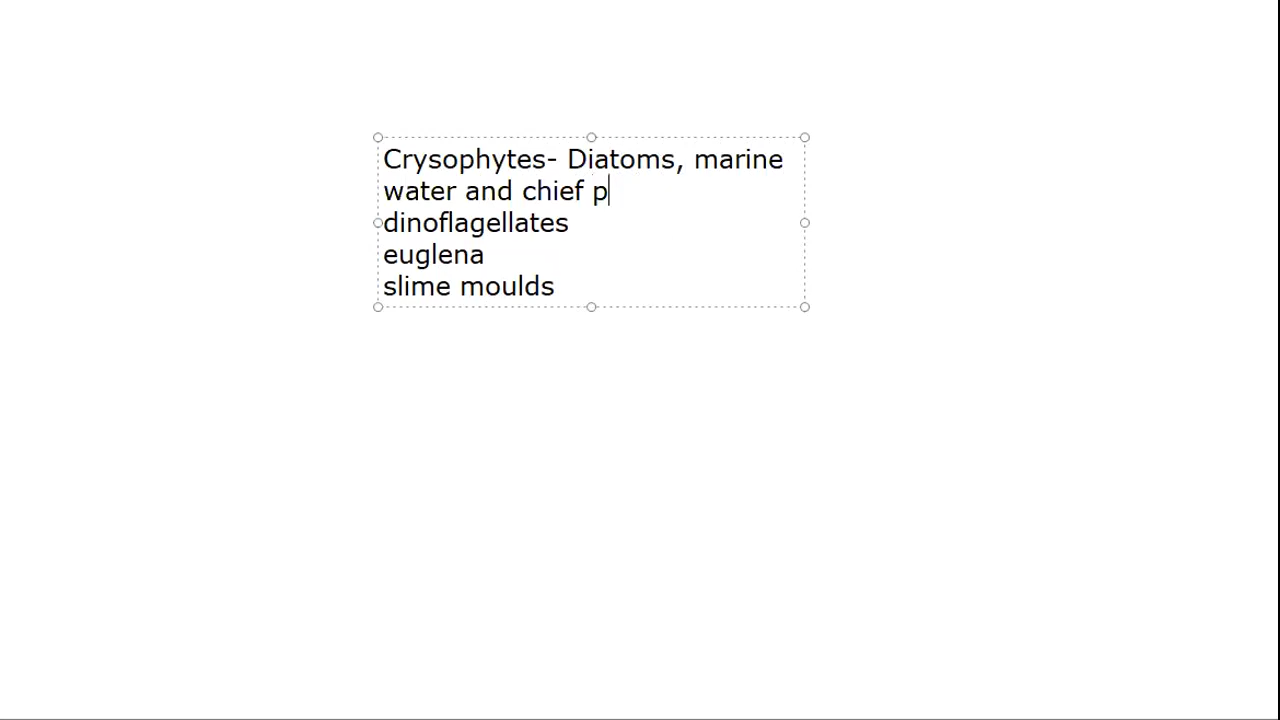 Crysophytes- Diatoms, marine
water and chief p
dinoflagellates
euglena
slime moulds